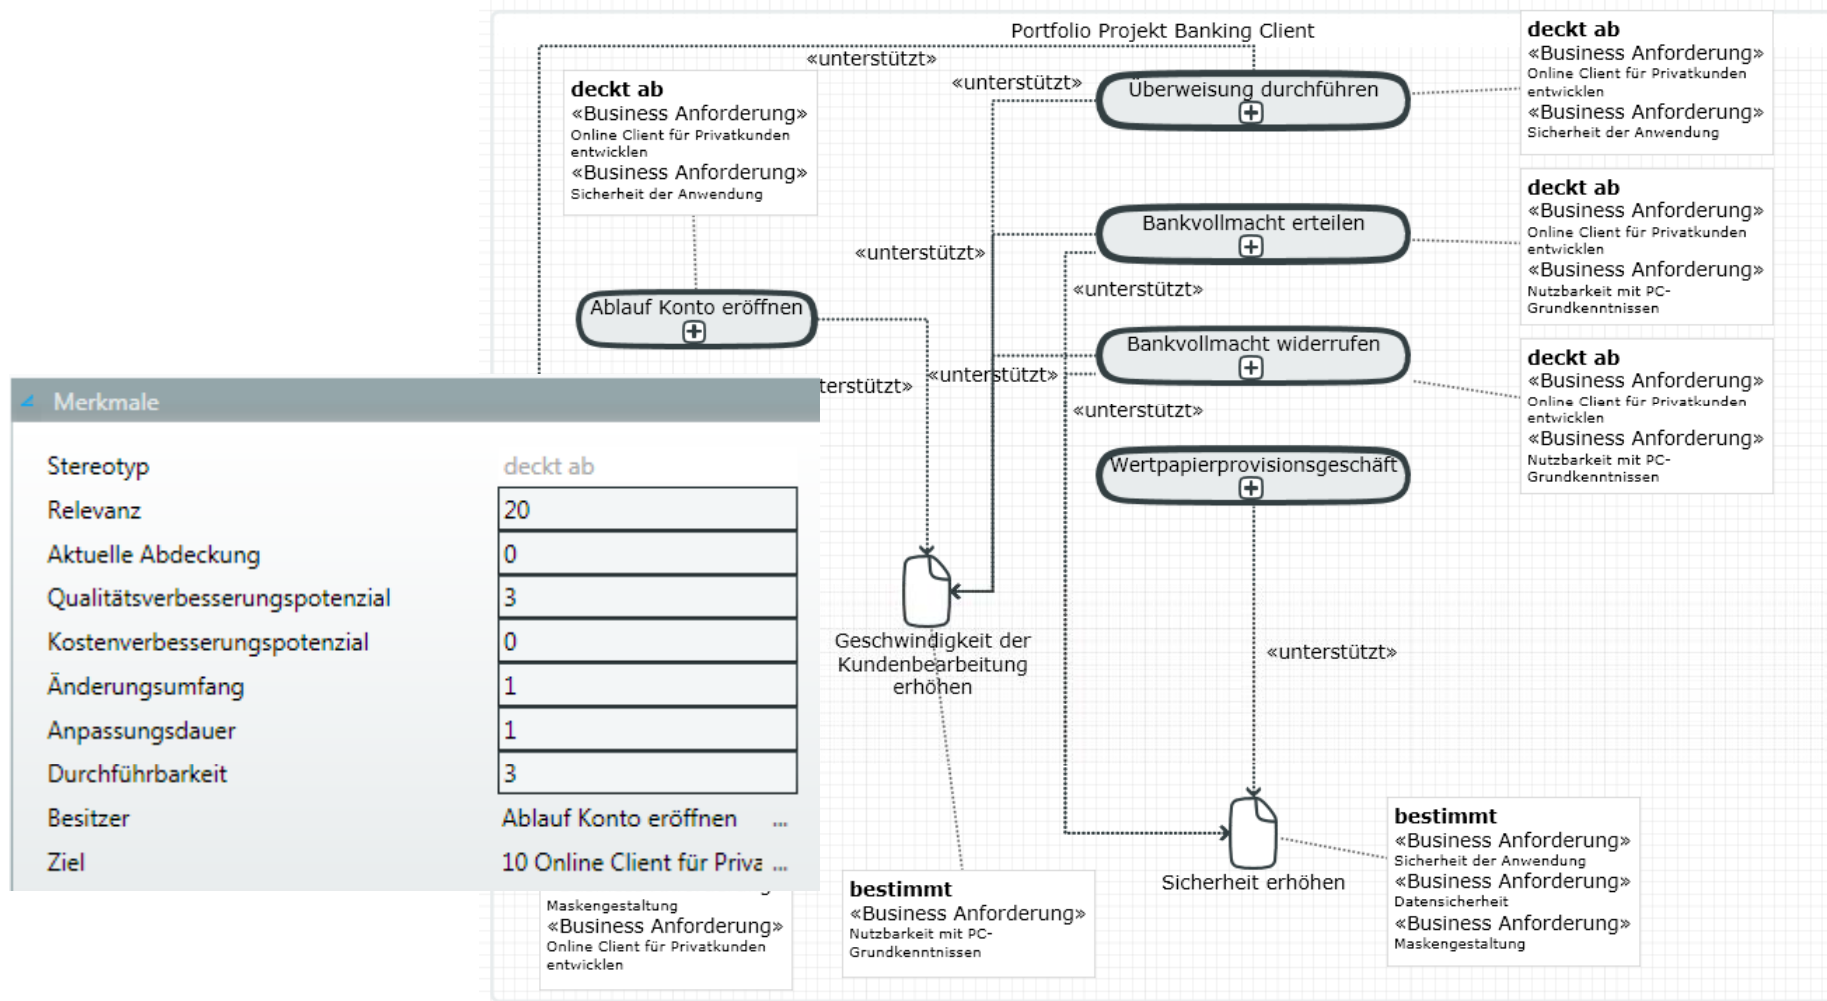 Portfolio Projekt Banking Client
«unterstützt»
«unterstützt»
deckt ab
«Business Anforderung»
Online Client für Privatkunden
entwicklen
«Business Anforderung»
Sicherheit der Anwendung
Überweisung durchführen
deckt ab
«Business Anforderung»
Online Client für Privatkunden
entwicklen
«Business Anforderung»
Sicherheit der Anwendung
deckt ab
«Business Anforderung»
Online Client für Privatkunden
entwicklen
«Business Anforderung»
Nutzbarkeit mit PC-
Grundkenntnissen
Bankvollmacht erteilen
«unterstützt»
«unterstützt»
Ablauf Konto eröffnen
Bankvollmacht widerrufen
deckt ab
«Business Anforderung»
Online Client für Privatkunden
entwicklen
«Business Anforderung»
Nutzbarkeit mit PC-
Grundkenntnissen
terstützt»
«unterstützt»
«unterstützt»
Wertpapierprovisionsgeschäft
Merkmale
Stereotyp deckt ab
Relevanz 20
Aktuelle Abdeckung 0
Qualitätsverbesserungspotenzial 3
Kostenverbesserungspotenzial 0
Änderungsumfang 1
Anpassungsdauer 1
Durchführbarkeit 3
Besitzer Ablauf Konto eröffnen ...
Ziel 10 Online Client für Priva ...
Geschwindigkeit der
Kundenbearbeitung
erhöhen
«unterstützt»
Sicherheit erhöhen
Maskengestaltung
«Business Anforderung»
Online Client für Privatkunden
entwicklen
bestimmt
«Business Anforderung»
Nutzbarkeit mit PC-
Grundkenntnissen
bestimmt
«Business Anforderung»
Sicherheit der Anwendung
«Business Anforderung»
Datensicherheit
«Business Anforderung»
Maskengestaltung